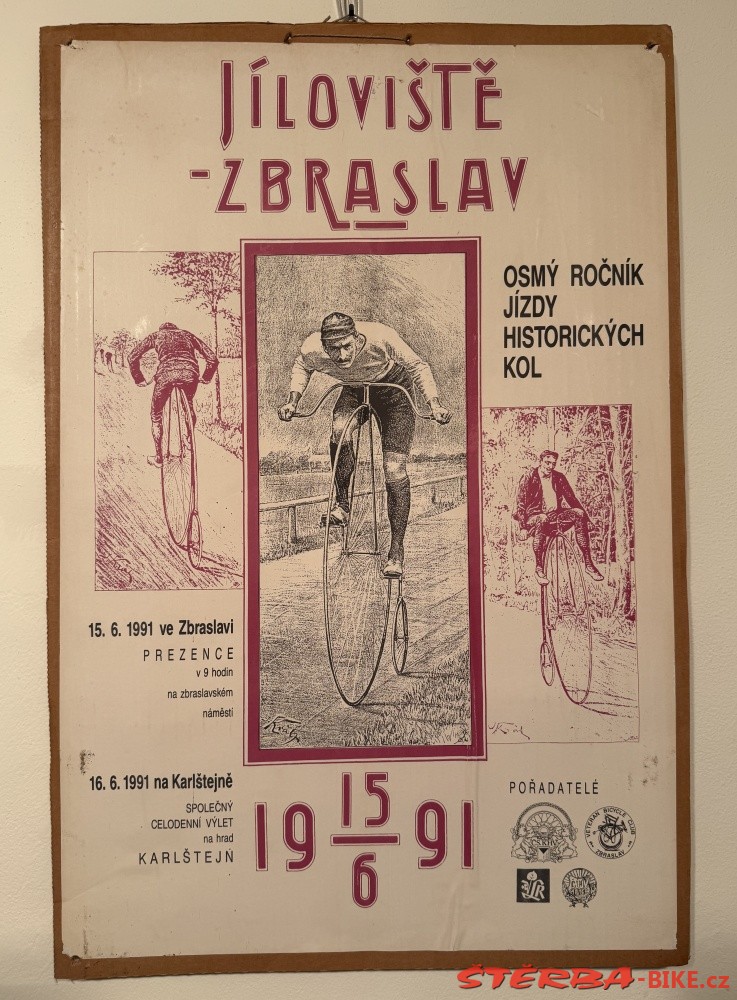 JÍLOVIŠTĚ
-ZBRASLAV
OSMÝ ROČNÍK
JÍZDY
HISTORICKÝCH
KOL
15. 6. 1991 ve Zbraslavi
PREZENCE
v 9 hodin
na zbraslavském
náměstí
16. 6. 1991 na Karlštejně
SPOLEČNÝ
CELODENNÍ VÝLET
na hrad
KARLŠTEJN
19 15/6 91
POŘADATELÉ
VETERAN BICYCLE CLUB
ZBRASLAV
ŠTĚRBA-BIKE.cz